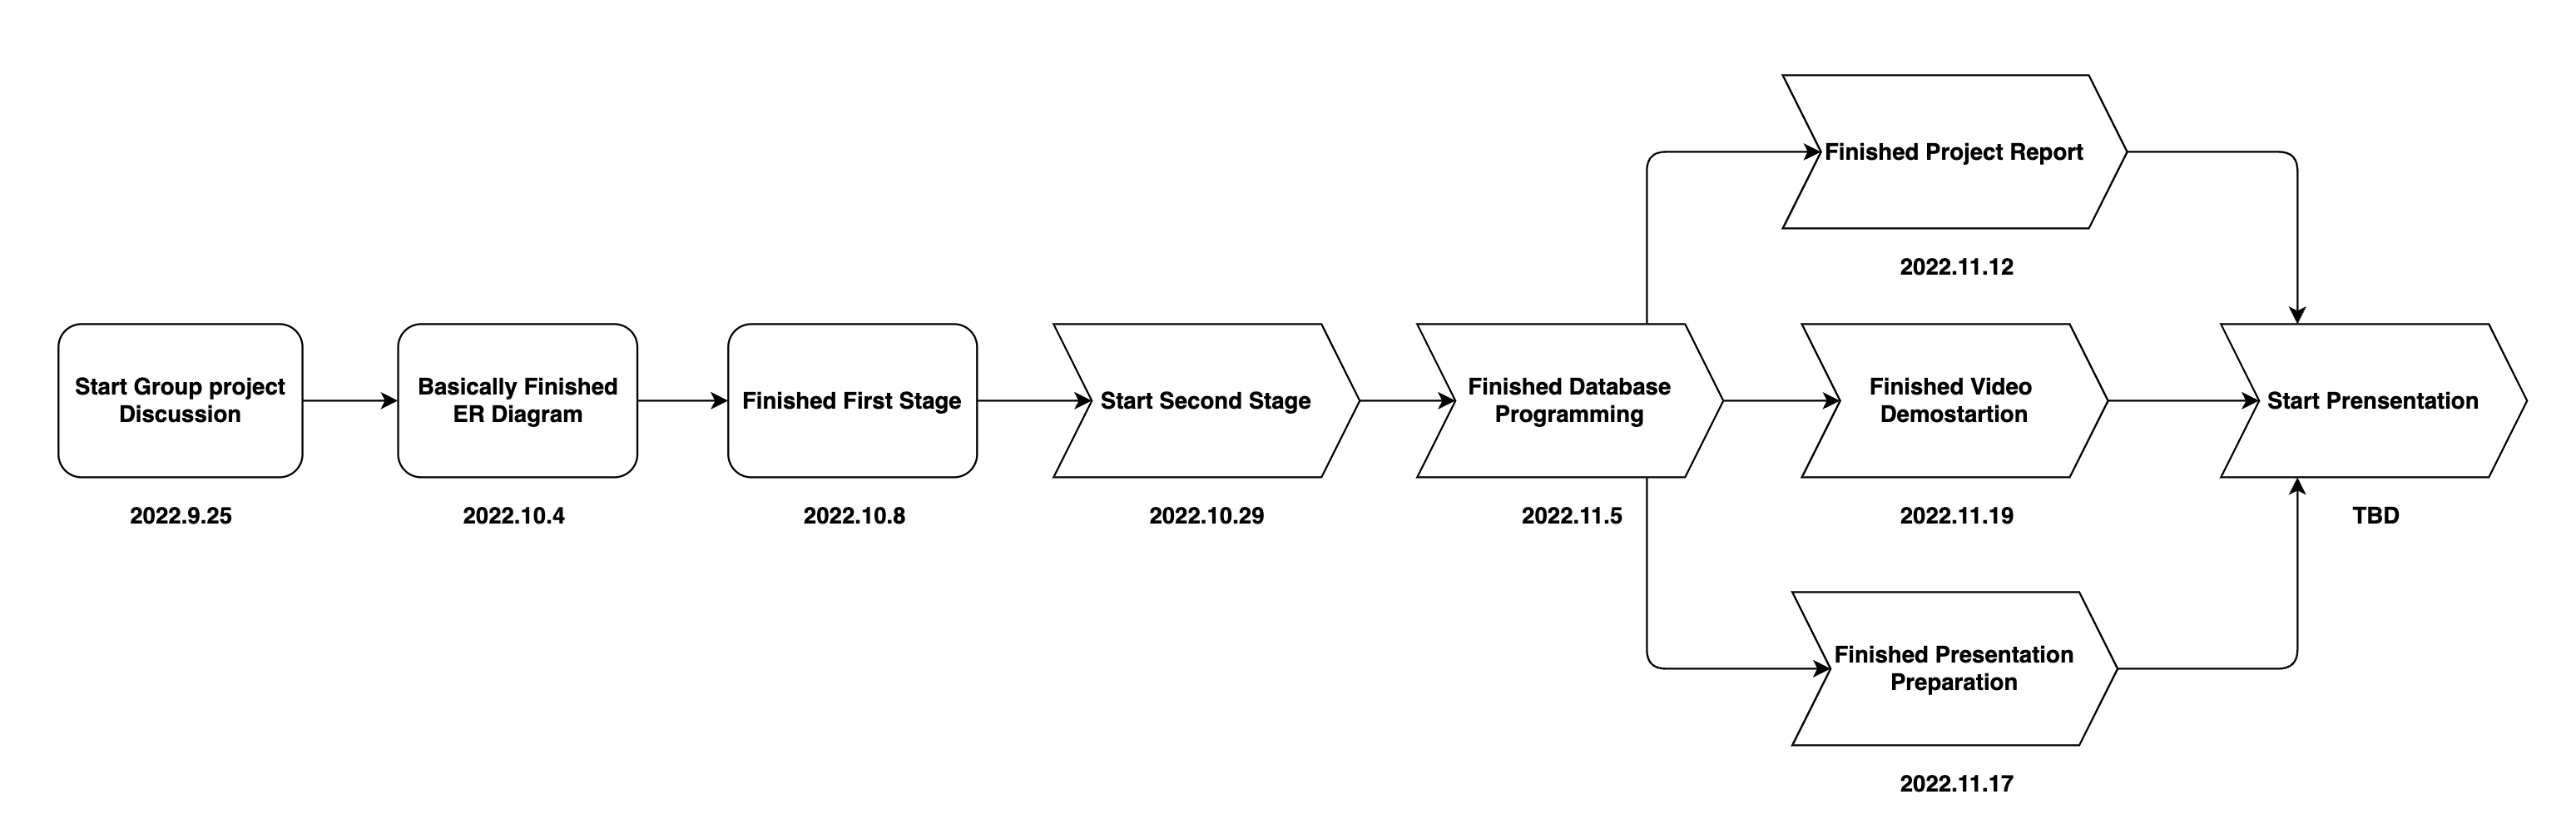 Finished Project Report
2022.11.12
Start Group project
Discussion
2022.9.25
Basically Finished
ER Diagram
2022.10.4
Finished First Stage
2022.10.8
Start Second Stage
2022.10.29
Finished Database
Programming
2022.11.5
Finished Video
Demostartion
2022.11.19
Start Prensentation
TBD
Finished Presentation
Preparation
2022.11.17